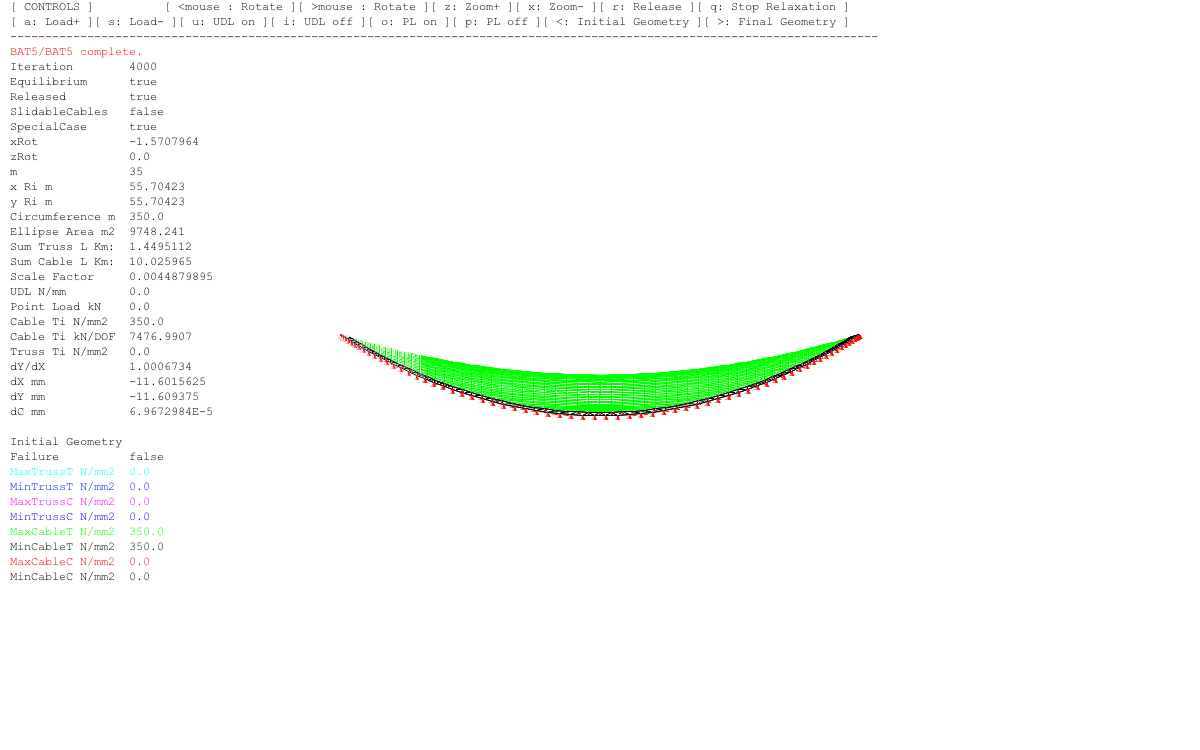 [ CONTROLS ] [ <mouse : Rotate ][ >mouse : Rotate ][ z: Zoom+ ][ x: Zoom- ][ r: Release ][ q: Stop Relaxation ]
[ a: Load+ ][ s: Load- ][ u: UDL on ][ i: UDL off ][ o: PL on ][ p: PL off ][ <: Initial Geometry ][ >: Final Geometry ]
--------------------------------------------------------------------------------------------------------------------------
BAT5/BAT5 complete.
Iteration 4000
Equilibrium true
Released true
SlidableCables false
SpecialCase true
xRot -1.5707964
zRot 0.0
m 35
x Ri m 55.70423
y Ri m 55.70423
Circumference m 350.0
Ellipse Area m2 9748.241
Sum Truss L Km: 1.4495112
Sum Cable L Km: 10.025965
Scale Factor 0.0044879895
UDL N/mm 0.0
Point Load kN 0.0
Cable Ti N/mm2 350.0
Cable Ti kN/DOF 7476.9907
Truss Ti N/mm2 0.0
dY/dX 1.0006734
dX mm -11.6015625
dY mm -11.609375
dC mm 6.9672984E-5
Initial Geometry
Failure false
MaxTrussT N/mm2 0.0
MinTrussT N/mm2 0.0
MaxTrussC N/mm2 0.0
MinTrussC N/mm2 0.0
MaxCableT N/mm2 350.0
MinCableT N/mm2 350.0
MaxCableC N/mm2 0.0
MinCableC N/mm2 0.0